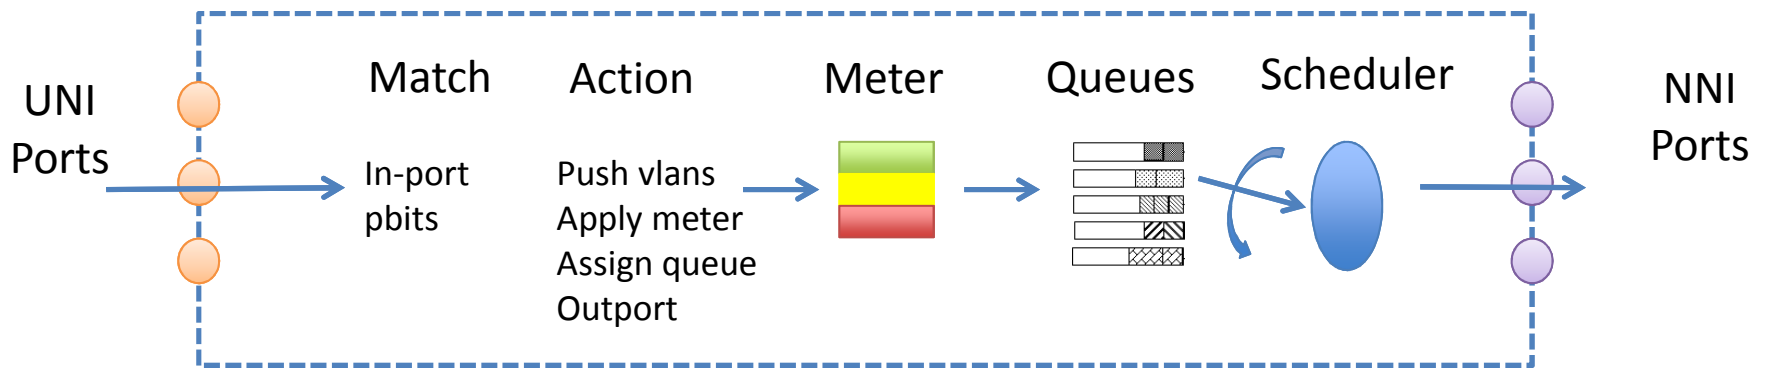 UNI
Ports
Match
In-port
pbits
Action
Push vlans
Apply meter
Assign queue
Outport
Meter
Queues
Scheduler
NNI
Ports